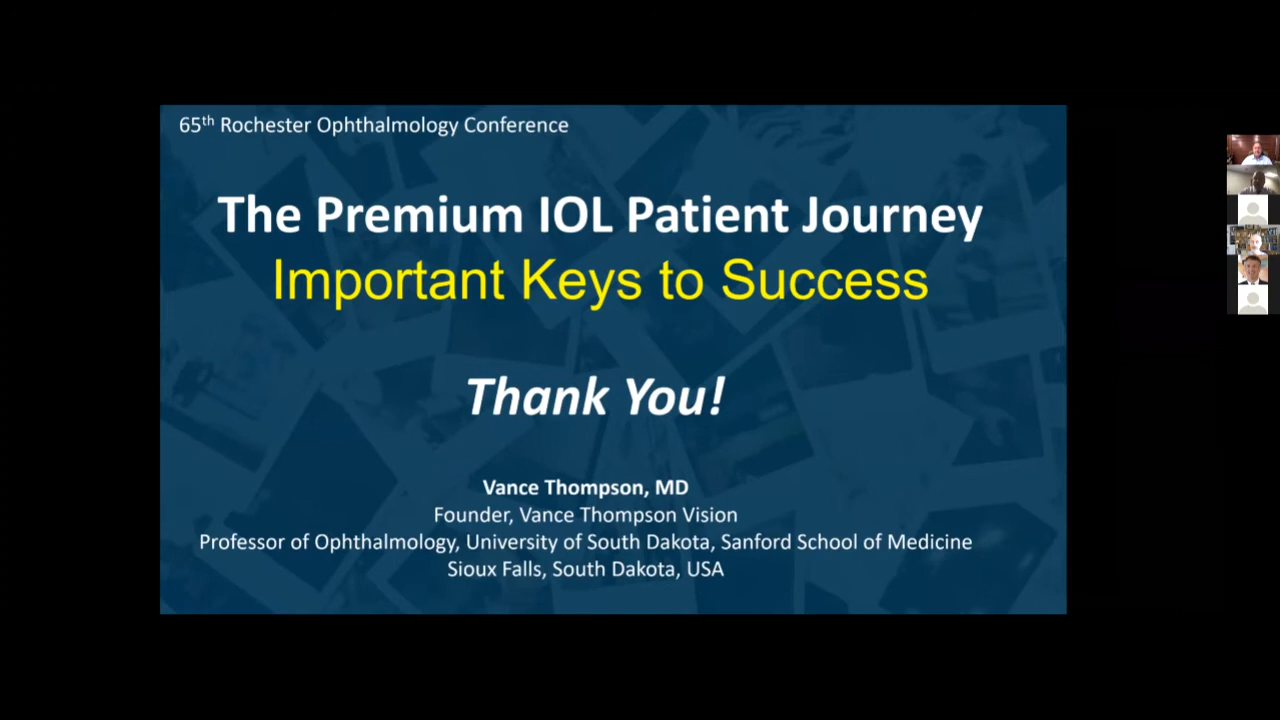 65th Rochester Ophthalmology Conference
The Premium IOL Patient Journey
Important Keys to Success
Thank You!
Vance Thompson, MD
Founder, Vance Thompson Vision
Professor of Ophthalmology, University of South Dakota, Sanford School of Medicine
Sioux Falls, South Dakota, USA